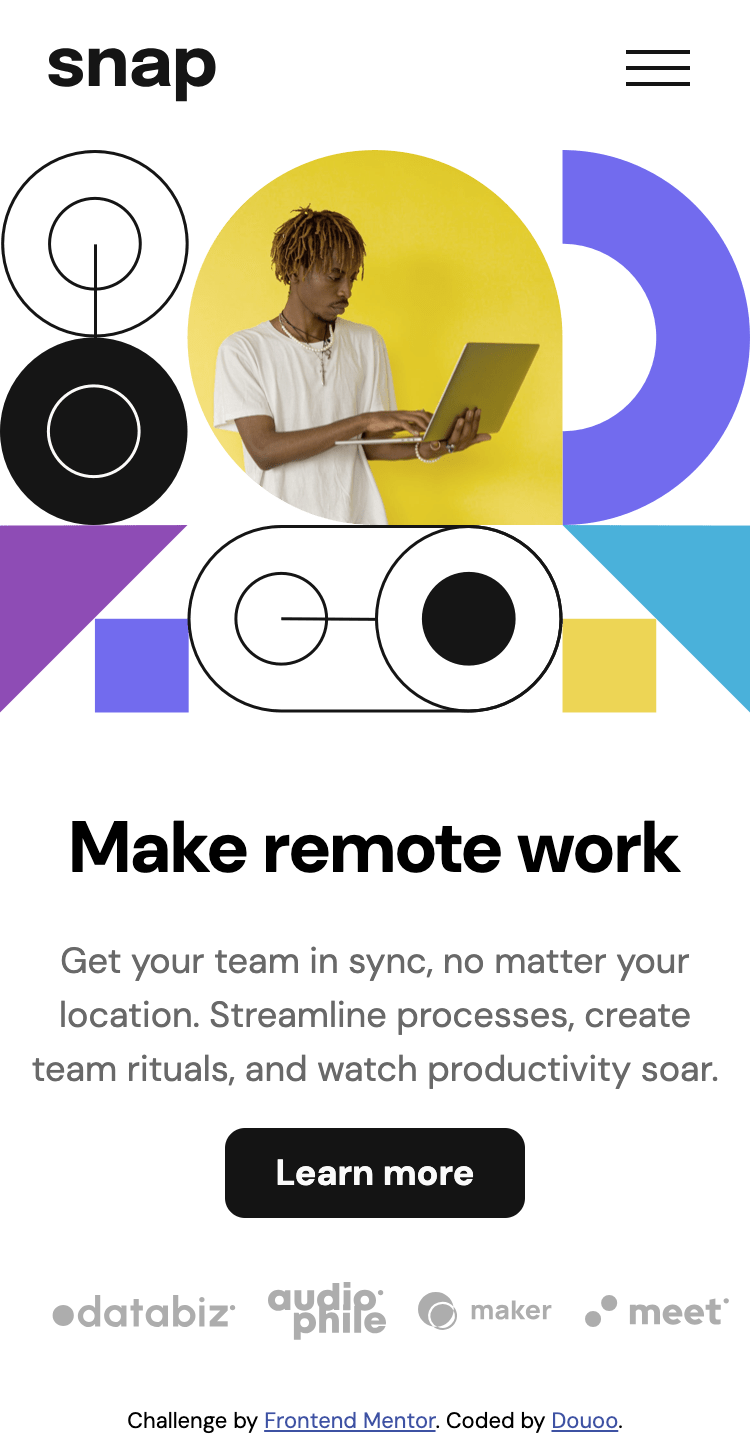 snap
Make remote work
Get your team in sync, no matter your
location. Streamline processes, create
team rituals, and watch productivity soar.
Learn more
databiz
audio
phile
maker
meet
Challenge by Frontend Mentor. Coded by Douoo.